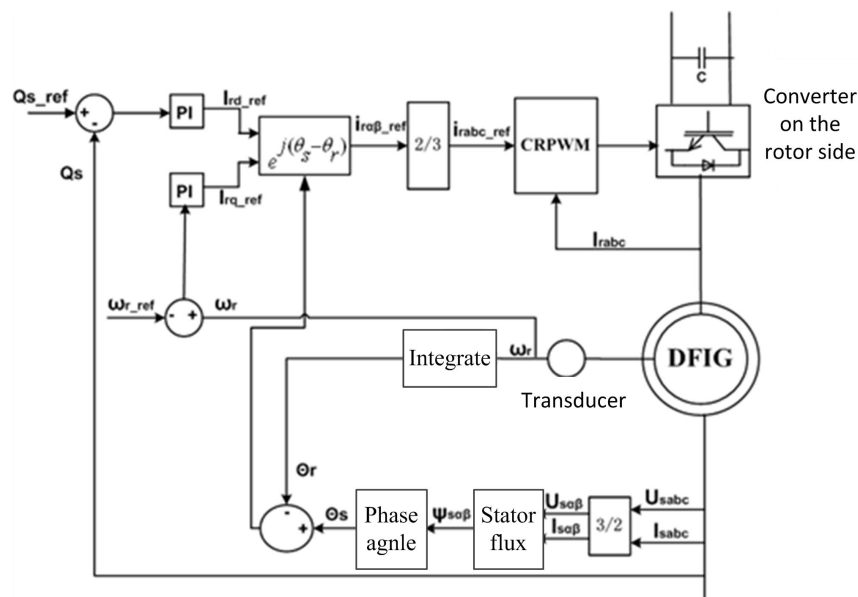 C
Converter
on the
rotor side
Qs_ref
+
-
PI
Ird_ref
e^j(θs-θr)
irαβ_ref
2/3
irabc_ref
CRPWM
Qs
PI
Irq_ref
Irabc
ωr_ref
-
+
ωr
Integrate
ωr
Transducer
DFIG
Θr
-
+
Θs
Phase
agnle
Ψsαβ
Stator
flux
Usαβ
Isαβ
3/2
Usabc
Isabc